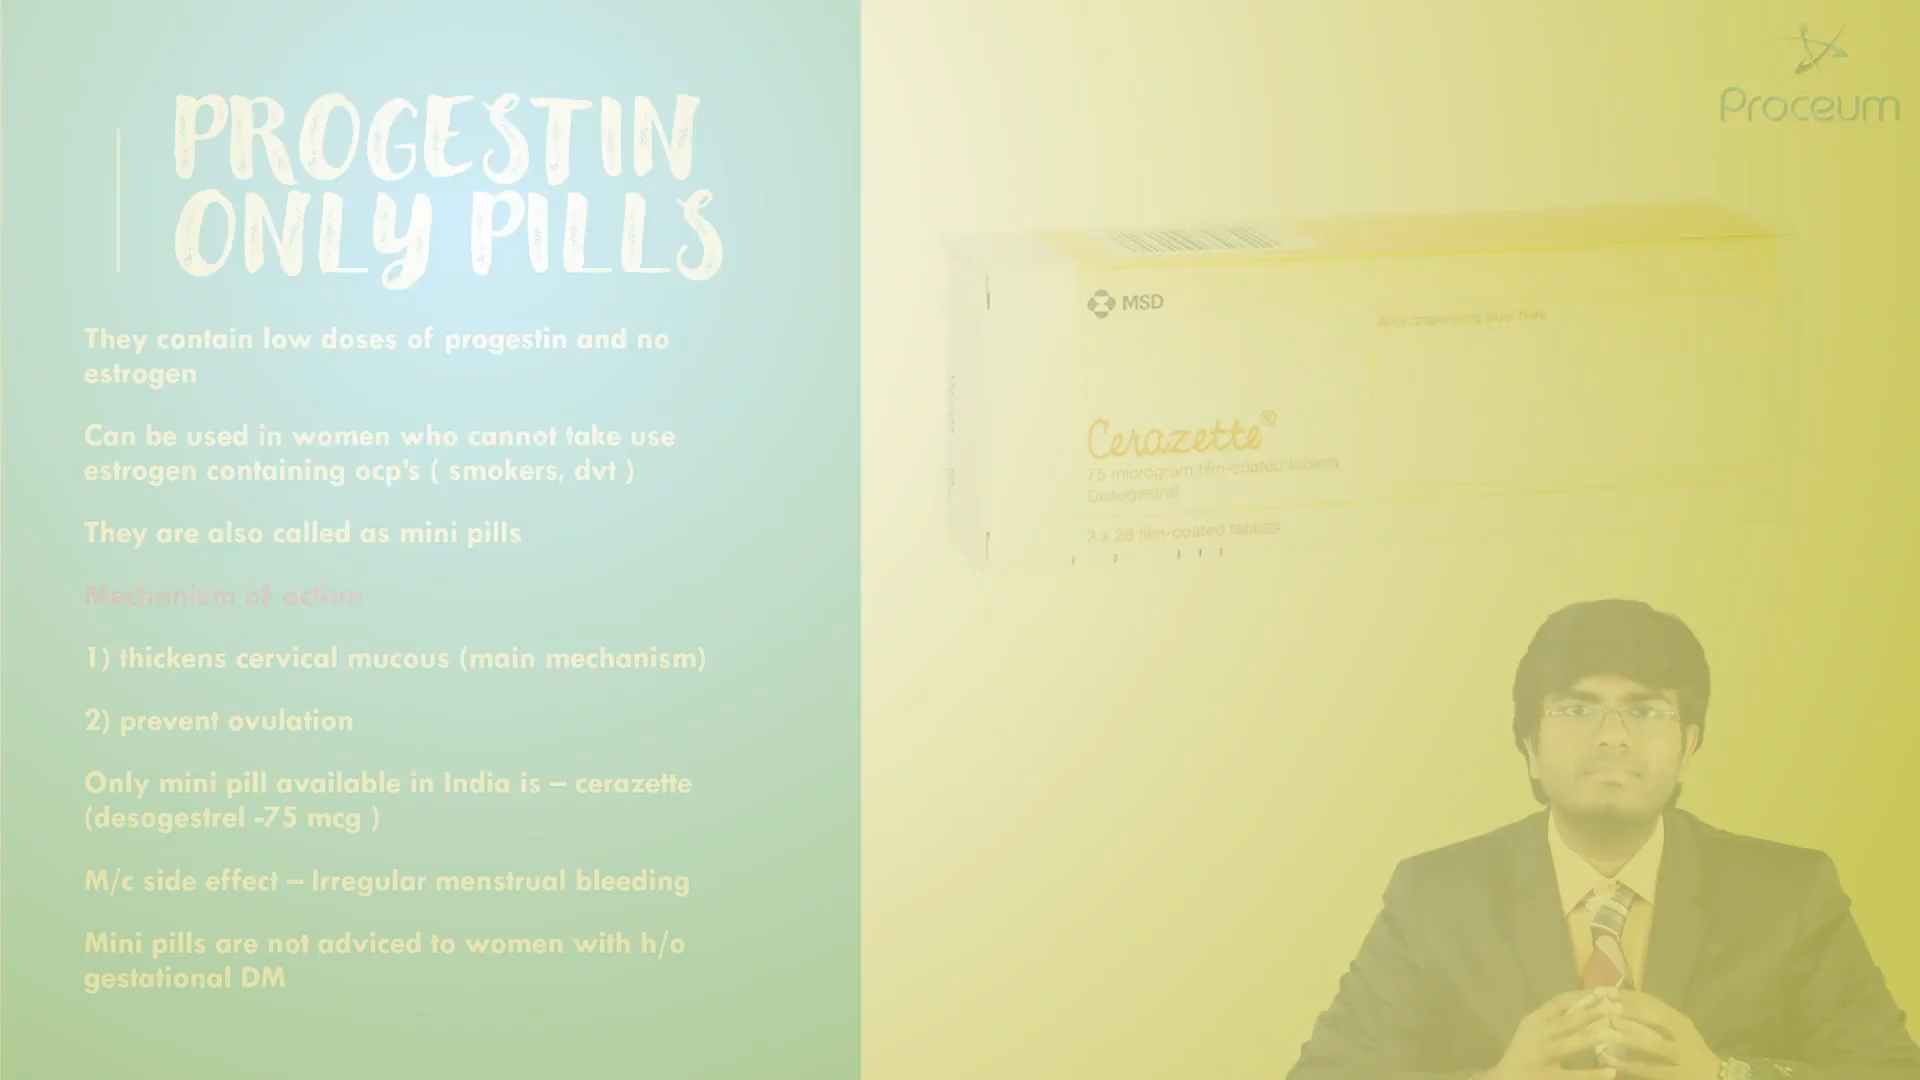 PROGESTIN
ONLY PILLS
They contain low doses of progestin and no
estrogen
Can be used in women who cannot take use
estrogen containing ocp's ( smokers, dvt )
They are also called as mini pills
Mechanism of action
1) thickens cervical mucous (main mechanism)
2) prevent ovulation
Only mini pill available in India is – cerazette
(desogestrel -75 mcg )
M/c side effect – Irregular menstrual bleeding
Mini pills are not adviced to women with h/o
gestational DM
Proceum
MSD
Affix dispensing label here
Cerazette®
75 microgram film-coated tablets
Desogestrel
3 x 28 film-coated tablets